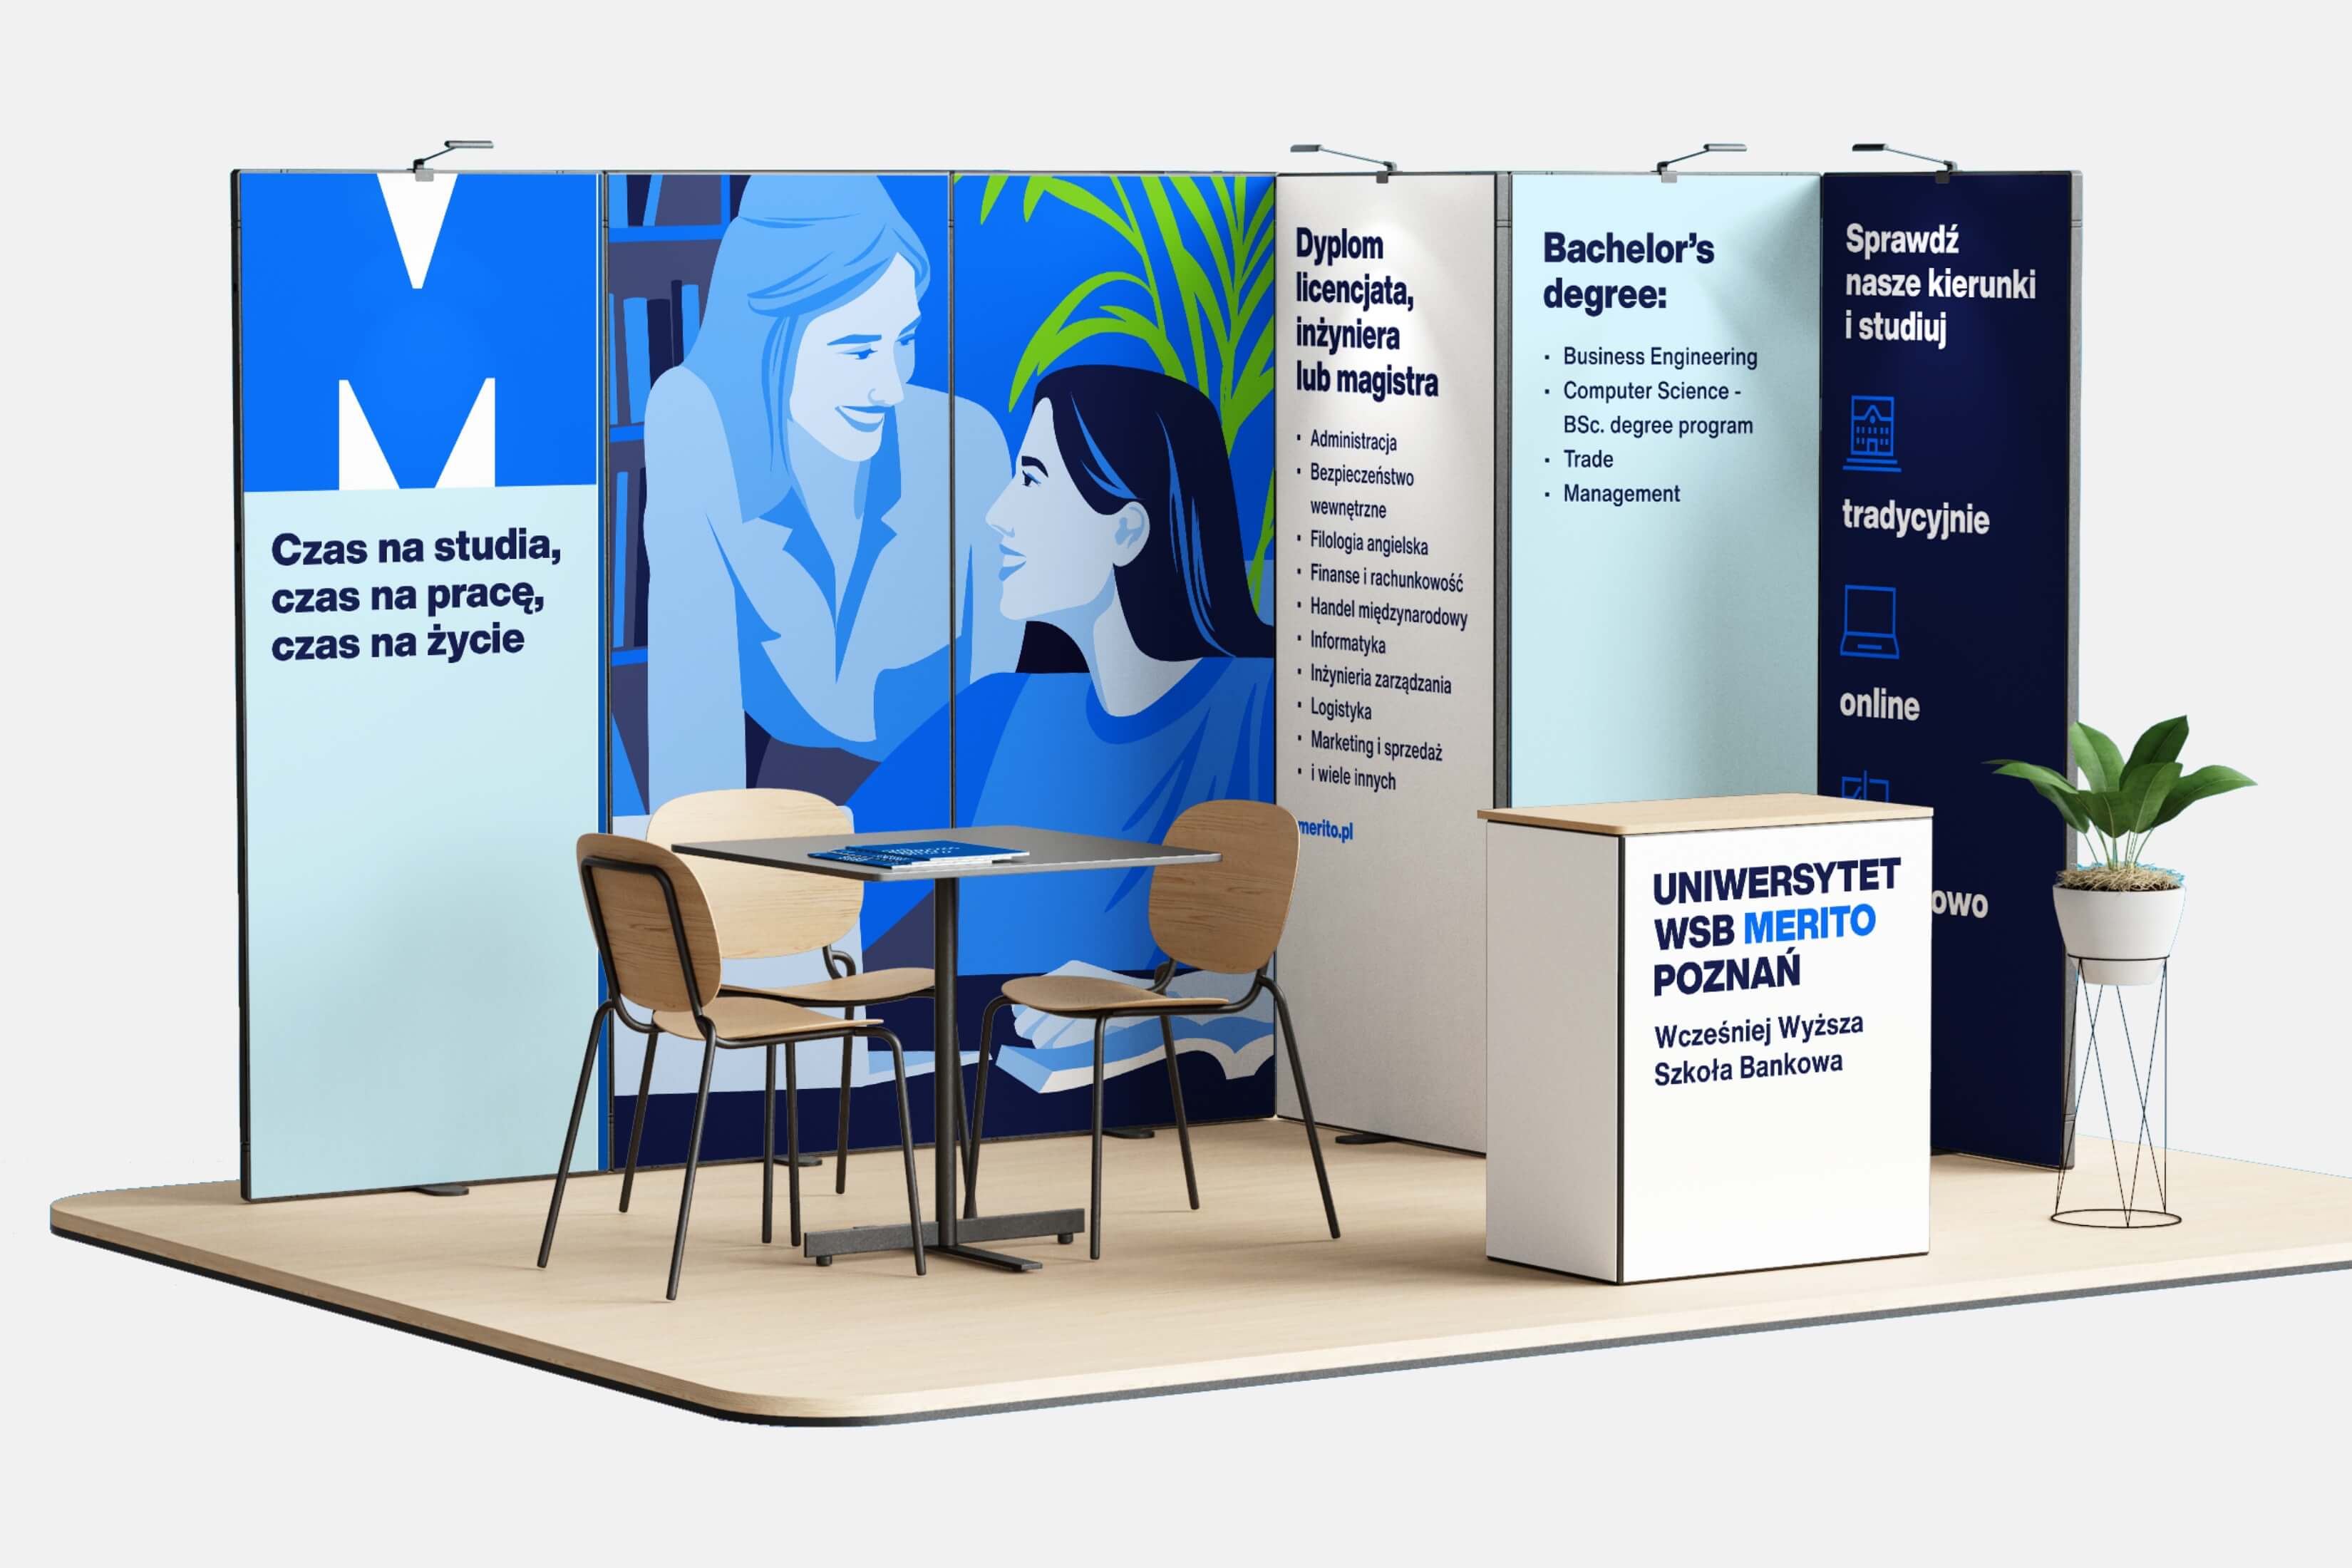 M
Czas na studia,
czas na pracę,
czas na życie
Dyplom
licencjata,
inżyniera
lub magistra
· Administracja
· Bezpieczeństwo
wewnętrzne
· Filologia angielska
· Finanse i rachunkowość
· Handel międzynarodowy
· Informatyka
· Inżynieria zarządzania
· Logistyka
· Marketing i sprzedaż
· i wiele innych
merito.pl
Bachelor’s
degree:
· Business Engineering
· Computer Science -
BSc. degree program
· Trade
· Management
Sprawdź
nasze kierunki
i studiuj
tradycyjnie
online
owo
UNIWERSYTET
WSB MERITO
POZNAŃ
Wcześniej Wyższa
Szkoła Bankowa